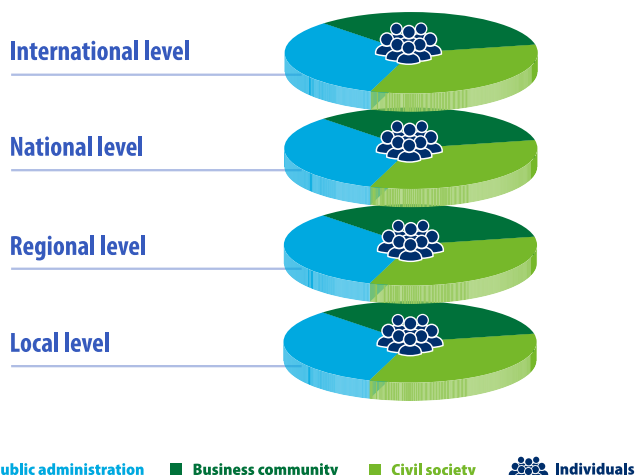 International level
National level
Regional level
Local level
ublic administration Business community Civil society Individuals